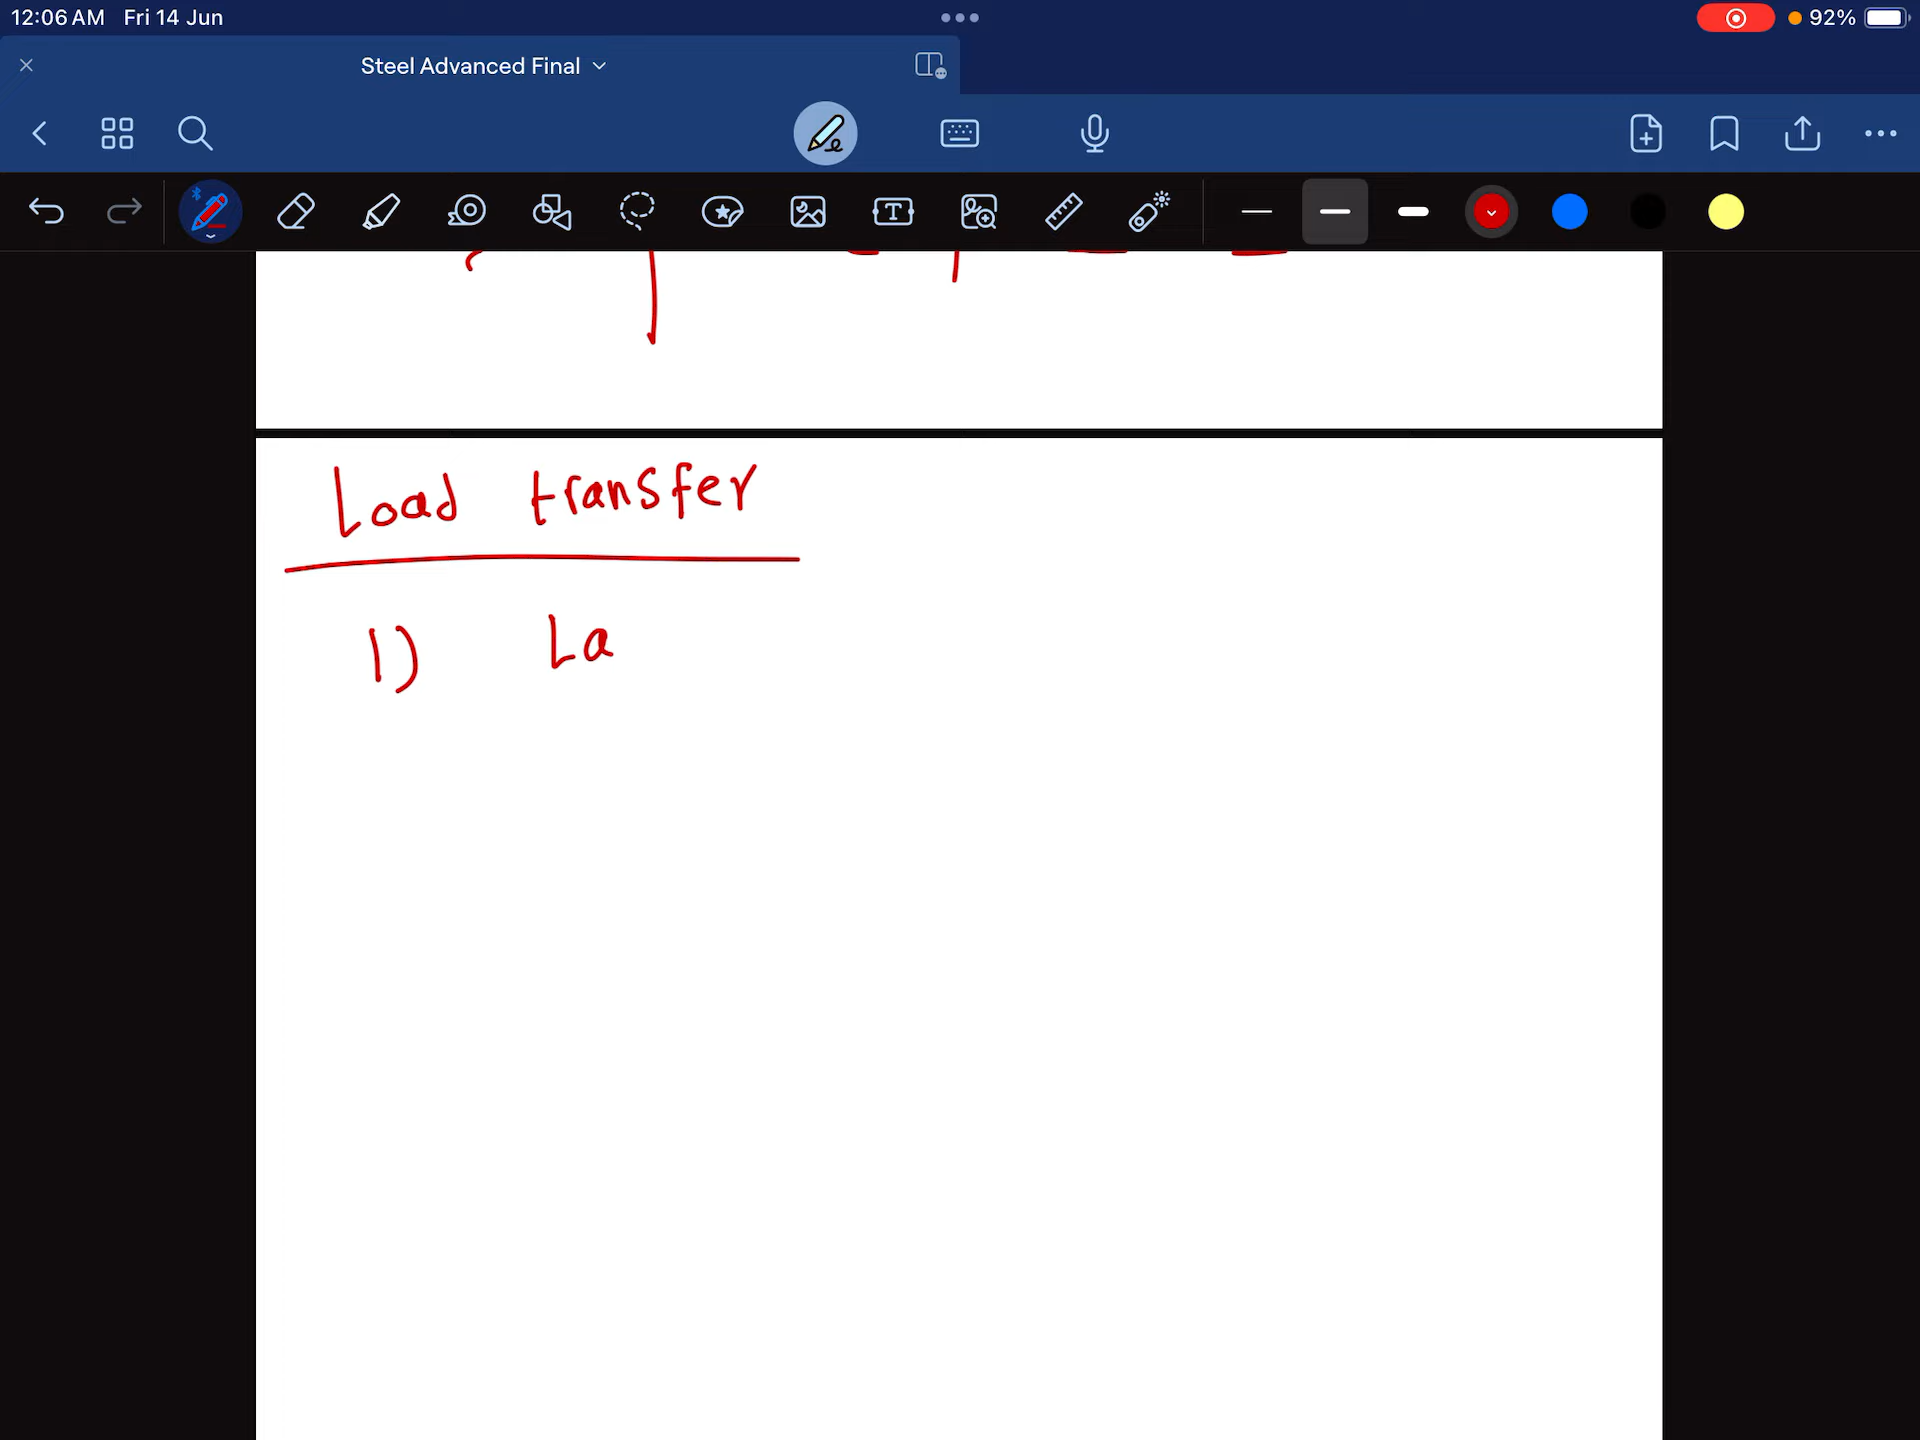 12:06 AM Fri 14 Jun
92%
Steel Advanced Final
Load transfer
1) La